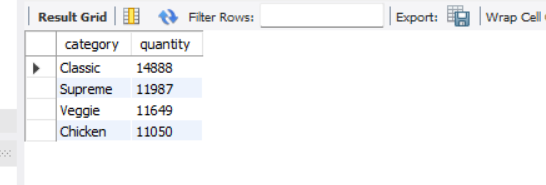 Result Grid Filter Rows: Export: Wrap Cell
category quantity
Classic 14888
Supreme 11987
Veggie 11649
Chicken 11050